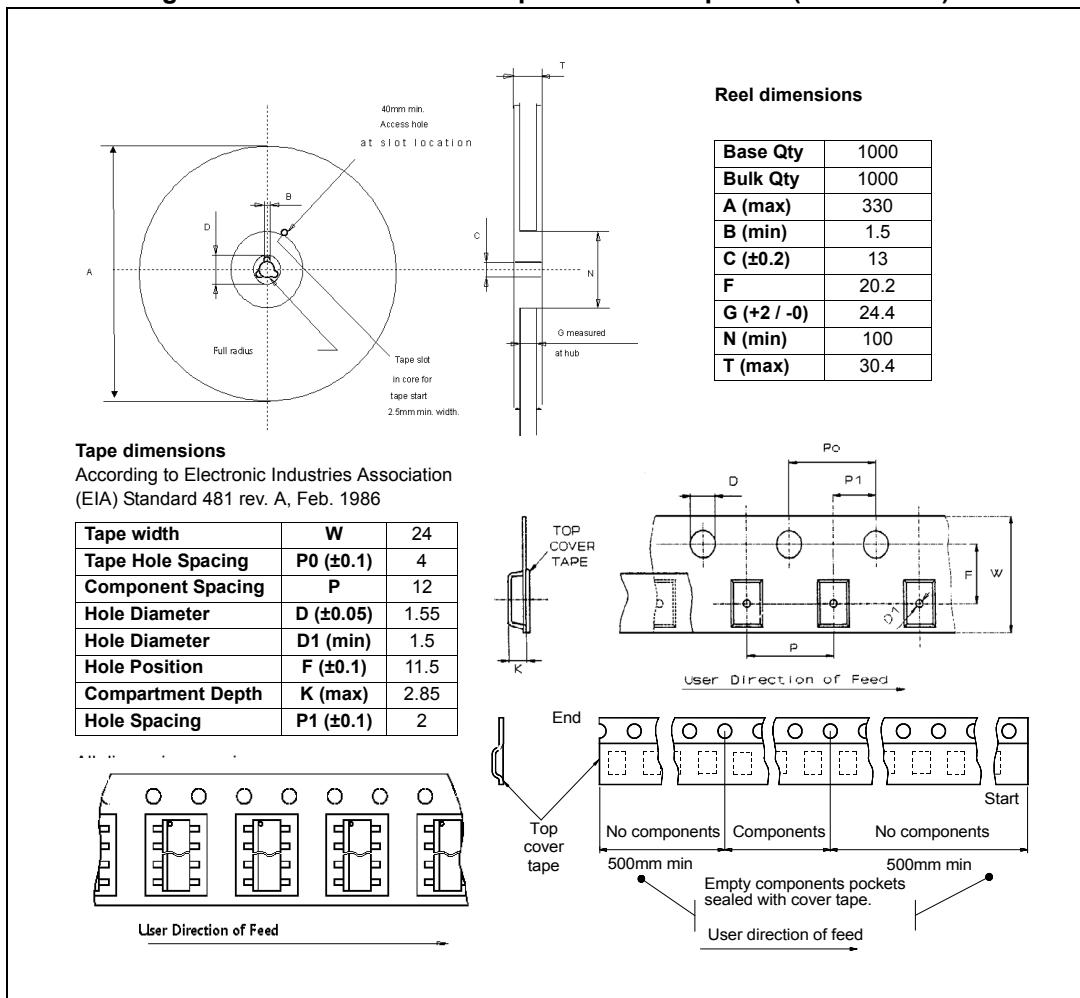 40mm min.
Access hole
at slot location
T
B
D
A
C
N
G measured
at hub
Full radius
Tape slot
in core for
tape start
2.5mm min. width.
Reel dimensions
Base Qty 1000
Bulk Qty 1000
A (max) 330
B (min) 1.5
C (±0.2) 13
F 20.2
G (+2 / -0) 24.4
N (min) 100
T (max) 30.4
Tape dimensions
According to Electronic Industries Association
(EIA) Standard 481 rev. A, Feb. 1986
Tape width W 24
Tape Hole Spacing P0 (±0.1) 4
Component Spacing P 12
Hole Diameter D (±0.05) 1.55
Hole Diameter D1 (min) 1.5
Hole Position F (±0.1) 11.5
Compartment Depth K (max) 2.85
Hole Spacing P1 (±0.1) 2
Po
D
P1
TOP
COVER
TAPE
F
W
D1
K
P
User Direction of Feed
End
Start
Top
cover
tape
No components Components No components
500mm min 500mm min
Empty components pockets
sealed with cover tape.
User direction of feed
User Direction of Feed